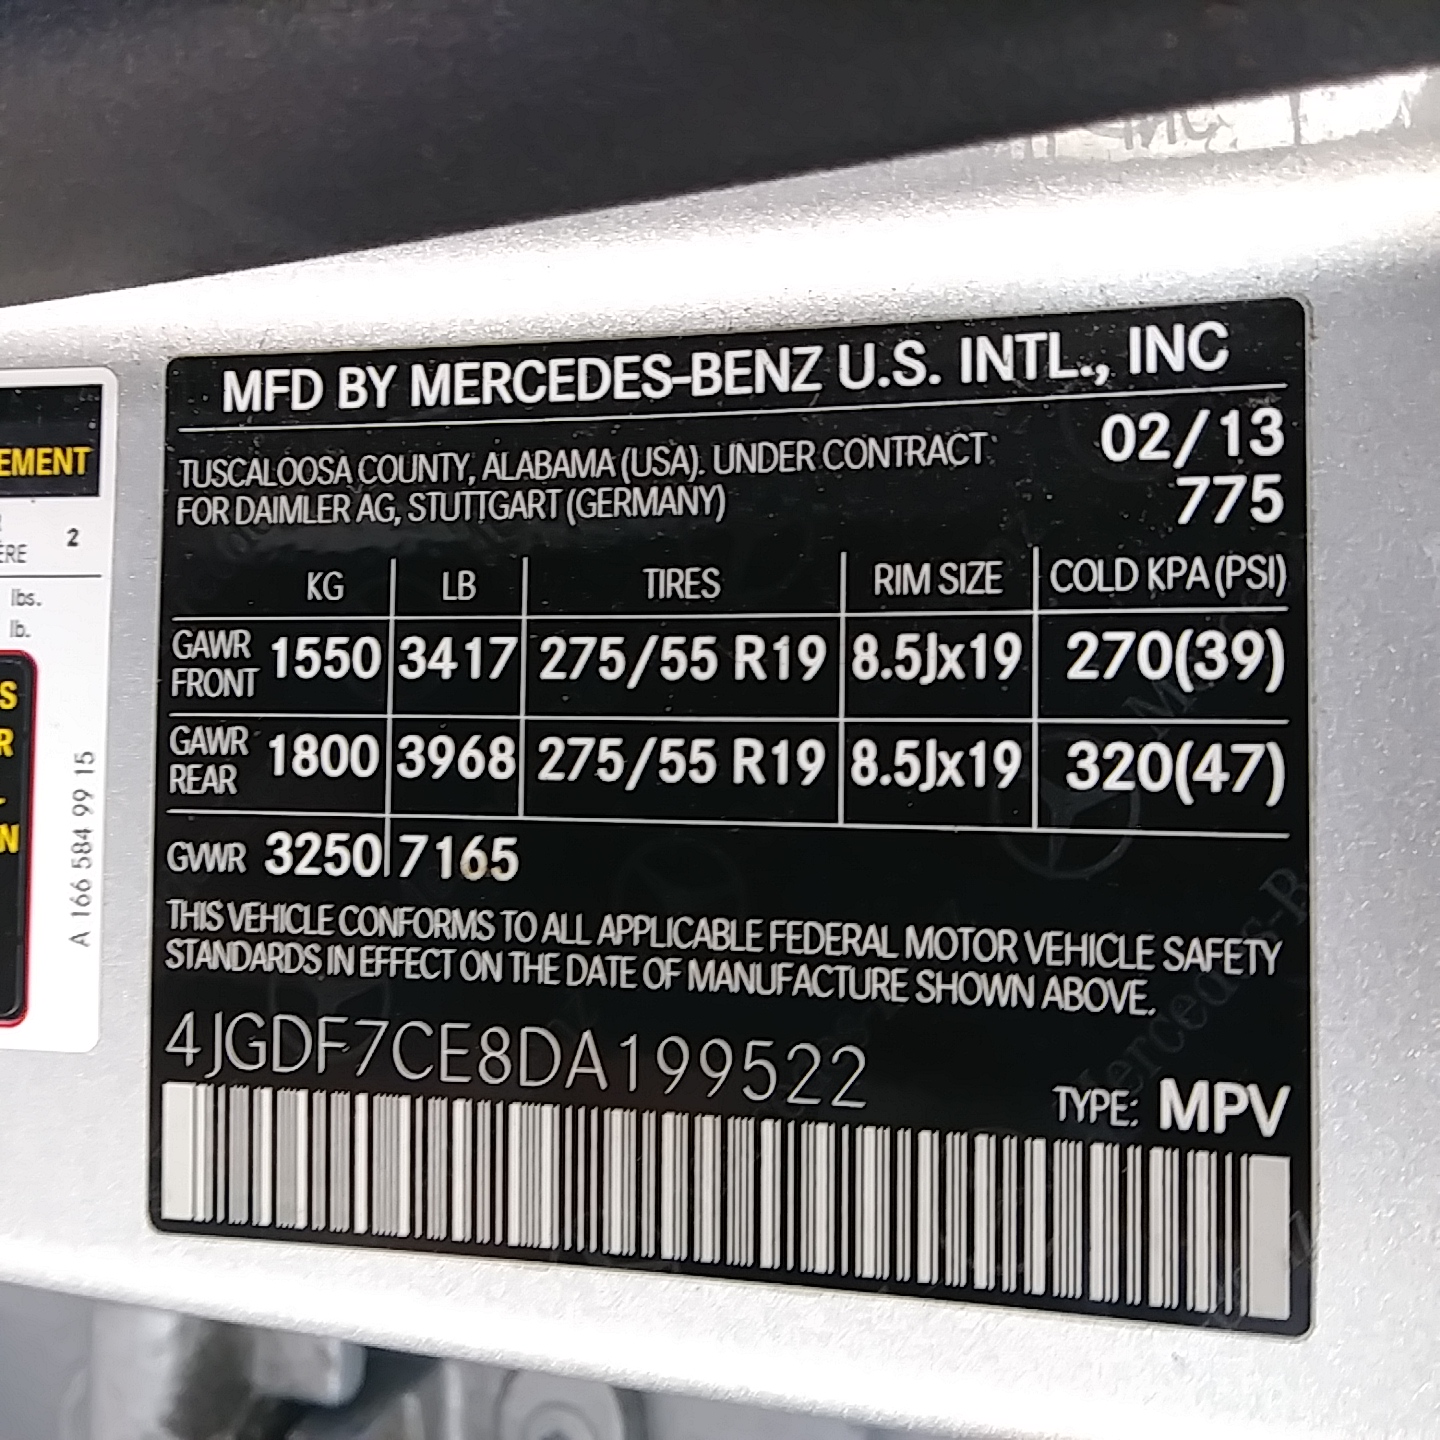 MFD BY MERCEDES-BENZ U.S. INTL., INC
TUSCALOOSA COUNTY, ALABAMA (USA). UNDER CONTRACT
FOR DAIMLER AG, STUTTGART (GERMANY)
02/13
775
KG LB TIRES RIM SIZE COLD KPA (PSI)
GAWR FRONT 1550 3417 275/55 R19 8.5Jx19 270(39)
GAWR REAR 1800 3968 275/55 R19 8.5Jx19 320(47)
GVWR 3250 7165
THIS VEHICLE CONFORMS TO ALL APPLICABLE FEDERAL MOTOR VEHICLE SAFETY
STANDARDS IN EFFECT ON THE DATE OF MANUFACTURE SHOWN ABOVE.
4JGDF7CE8DA199522
TYPE: MPV
EMENT
2
lbs.
lb.
A 166 584 99 15